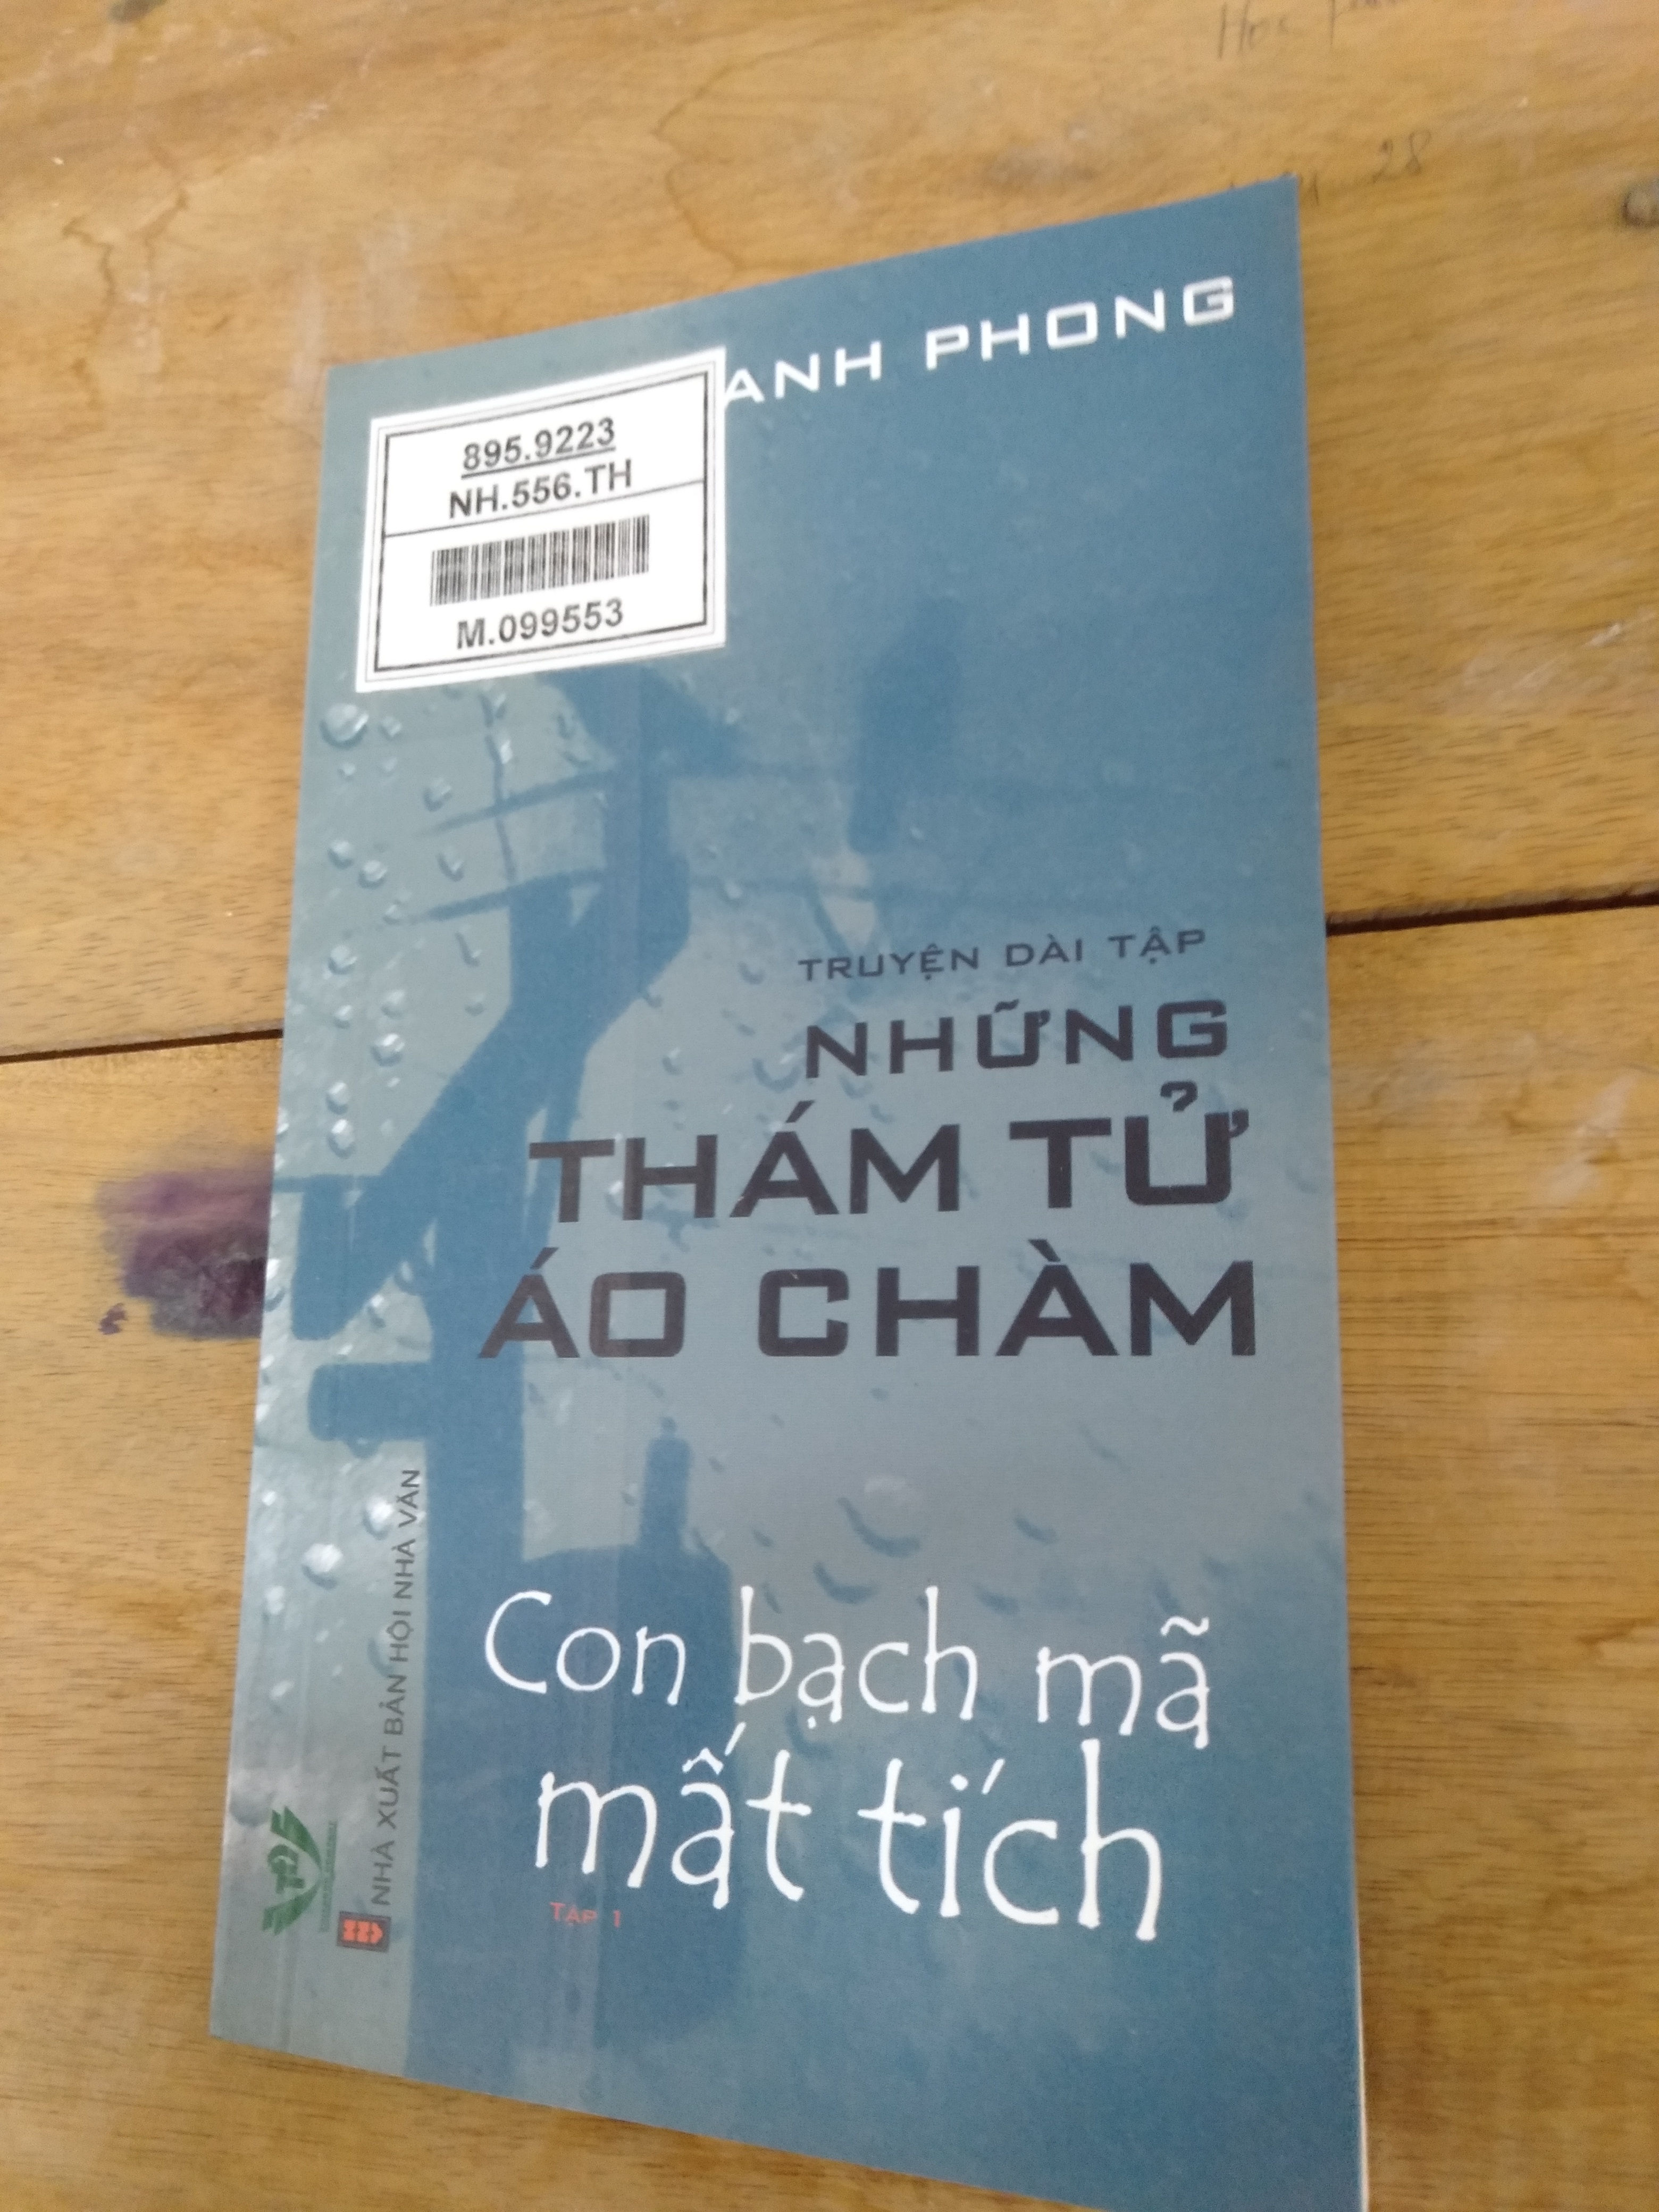 ANH PHONG
895.9223
NH.556.TH
M.099553
TRUYỆN DÀI TẬP
NHỮNG
THÁM TỬ
ÁO CHÀM
Con bạch mã
mất tích
TẬP 1
NHÀ XUẤT BẢN HỘI NHÀ VĂN
28